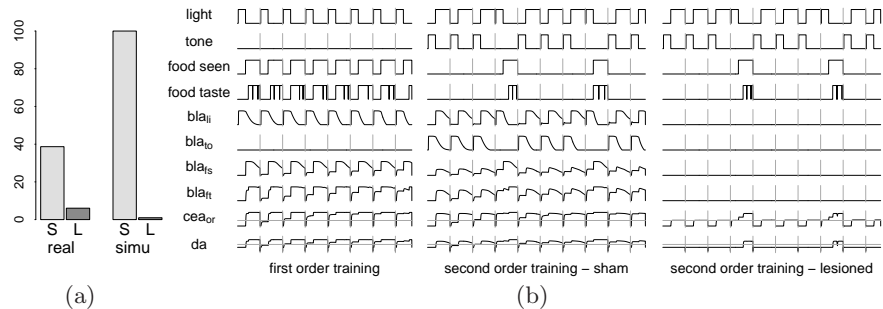 100
80
60
40
20
0
S L S L
real simu
(a)
light
tone
food seen
food taste
bla_li
bla_to
bla_fs
bla_ft
cea_or
da
first order training
second order training – sham
second order training – lesioned
(b)